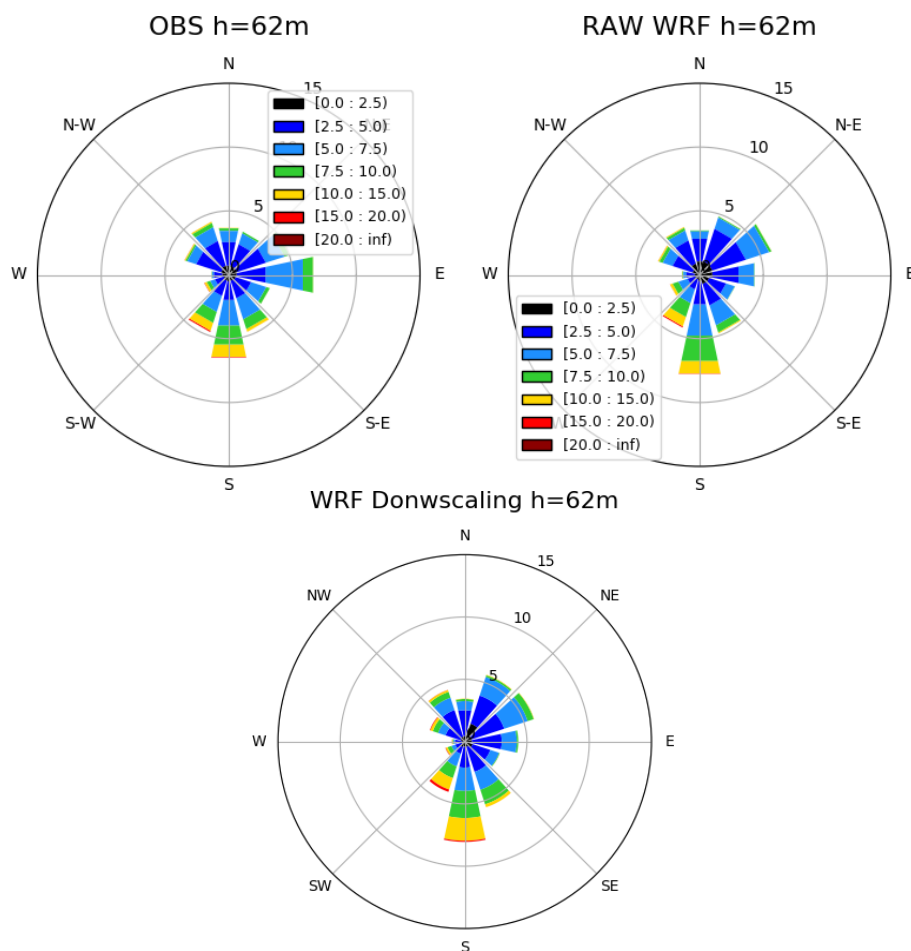 OBS h=62m
N
15
N-W
N-E
[0.0 : 2.5)
[2.5 : 5.0)
[5.0 : 7.5)
[7.5 : 10.0)
[10.0 : 15.0)
[15.0 : 20.0)
[20.0 : inf)
5
W
E
S-W
S-E
S
RAW WRF h=62m
N
15
N-W
N-E
10
5
W
E
[0.0 : 2.5)
[2.5 : 5.0)
[5.0 : 7.5)
[7.5 : 10.0)
[10.0 : 15.0)
[15.0 : 20.0)
[20.0 : inf)
S-E
S
WRF Donwscaling h=62m
N
15
NW
NE
10
5
W
E
SW
SE
S